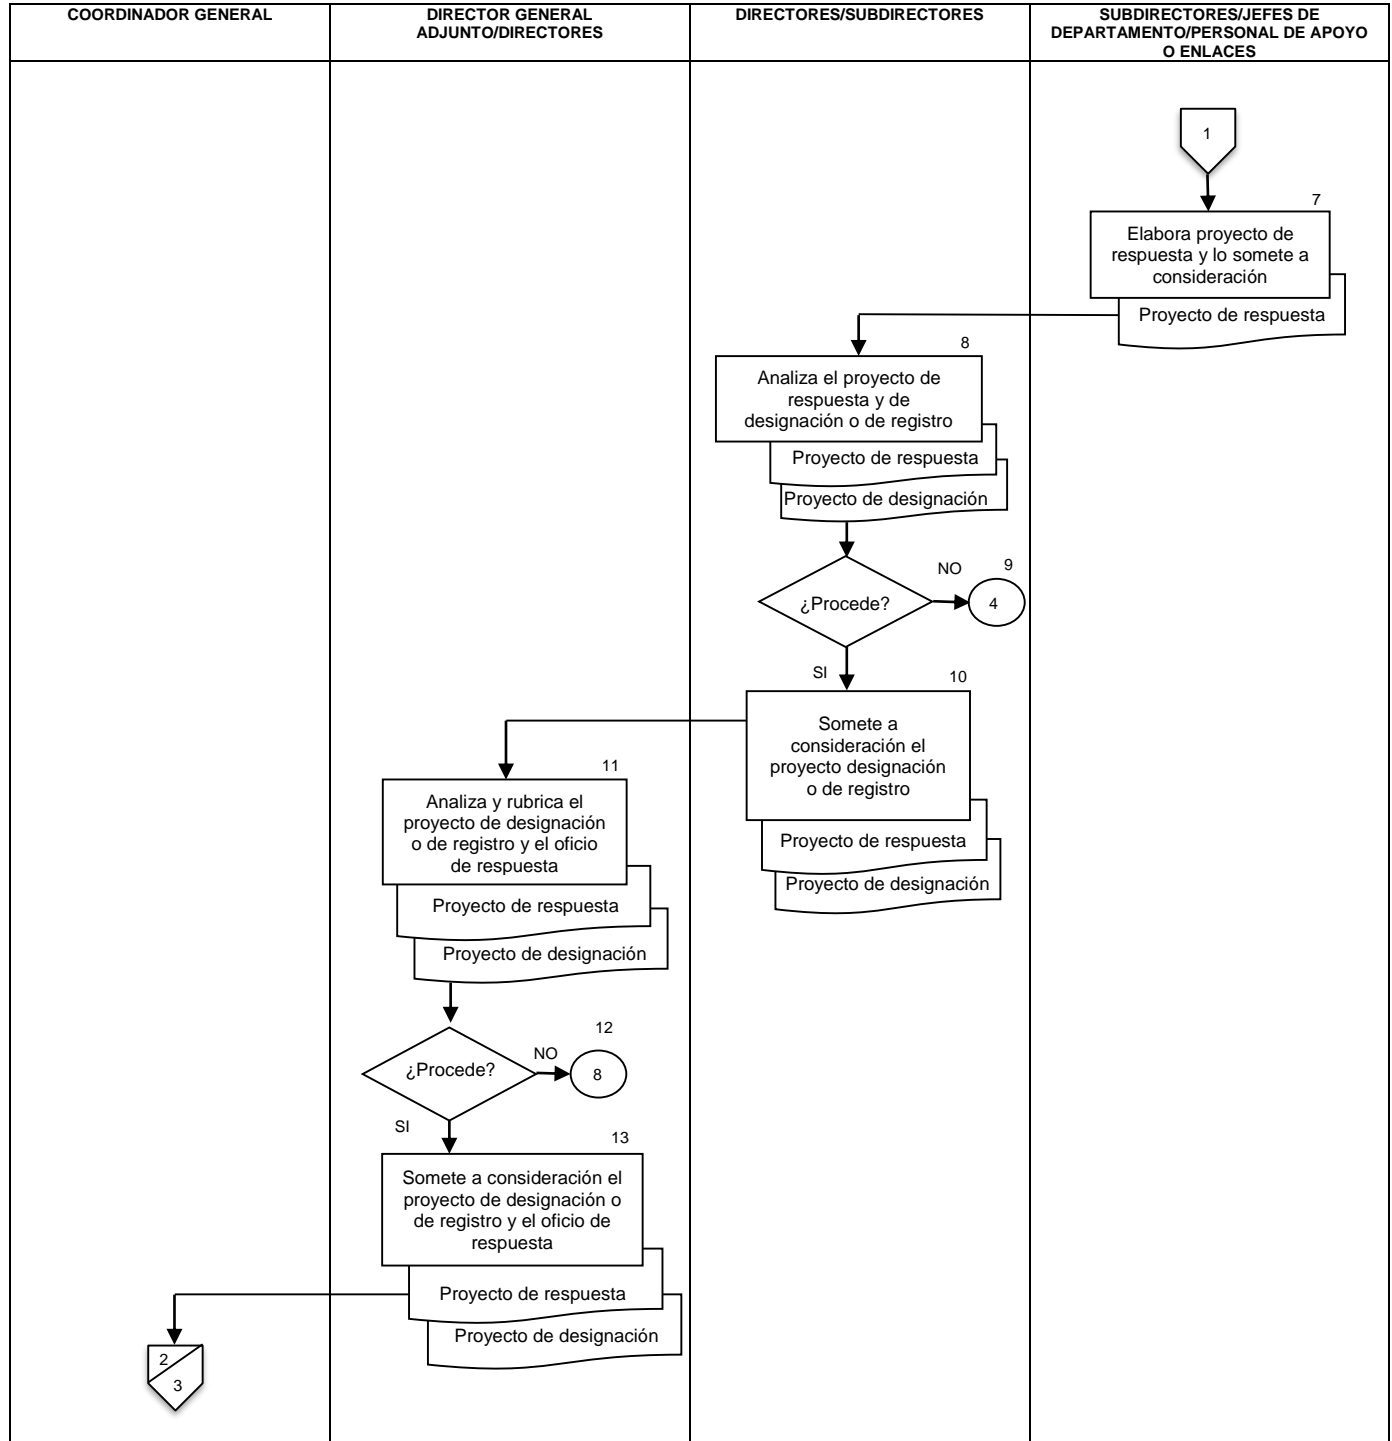 COORDINADOR GENERAL
DIRECTOR GENERAL
ADJUNTO/DIRECTORES
DIRECTORES/SUBDIRECTORES
SUBDIRECTORES/JEFES DE
DEPARTAMENTO/PERSONAL DE APOYO
O ENLACES
1
7
Elabora proyecto de
respuesta y lo somete a
consideración
Proyecto de respuesta
8
Analiza el proyecto de
respuesta y de
designación o de registro
Proyecto de respuesta
Proyecto de designación
¿Procede?
NO
9
4
SI
10
Somete a
consideración el
proyecto designación
o de registro
Proyecto de respuesta
Proyecto de designación
11
Analiza y rubrica el
proyecto de designación
o de registro y el oficio
de respuesta
Proyecto de respuesta
Proyecto de designación
¿Procede?
NO
12
8
SI
13
Somete a consideración el
proyecto de designación o
de registro y el oficio de
respuesta
Proyecto de respuesta
Proyecto de designación
2
3